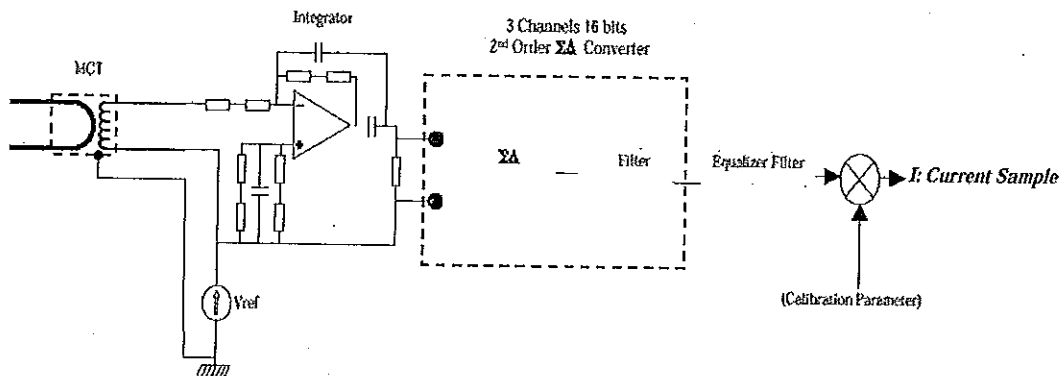 Integrator
3 Channels 16 bits
2nd Order ΣΔ Converter
MCT
-
+
ΣΔ
Filter
Equalizer Filter
I: Current Sample
Vref
(Calibration Parameter)